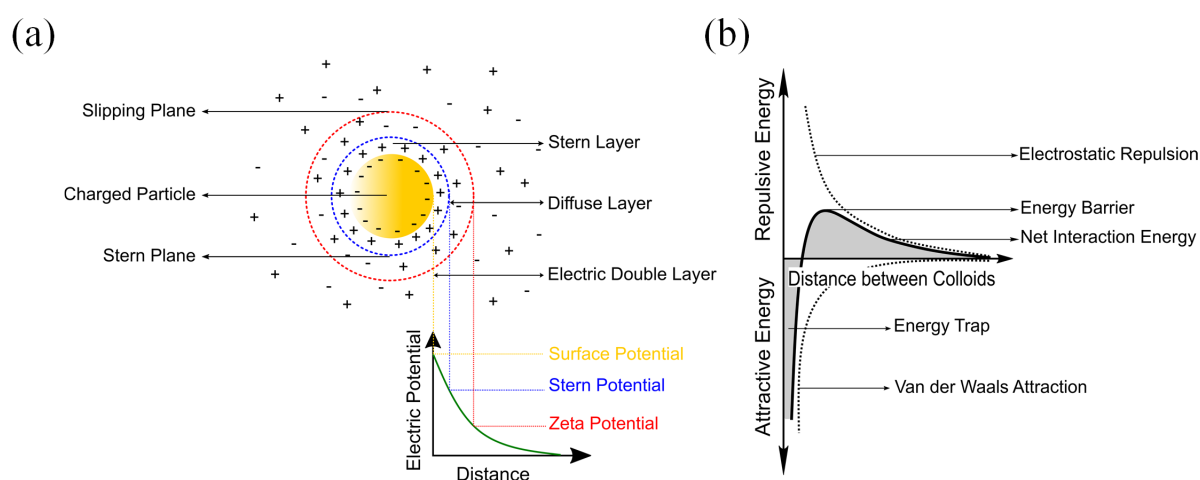 (a)
Slipping Plane
Charged Particle
Stern Plane
Stern Layer
Diffuse Layer
Electric Double Layer
Electric Potential
Surface Potential
Stern Potential
Zeta Potential
Distance
(b)
Repulsive Energy
Attractive Energy
Electrostatic Repulsion
Energy Barrier
Net Interaction Energy
Distance between Colloids
Energy Trap
Van der Waals Attraction